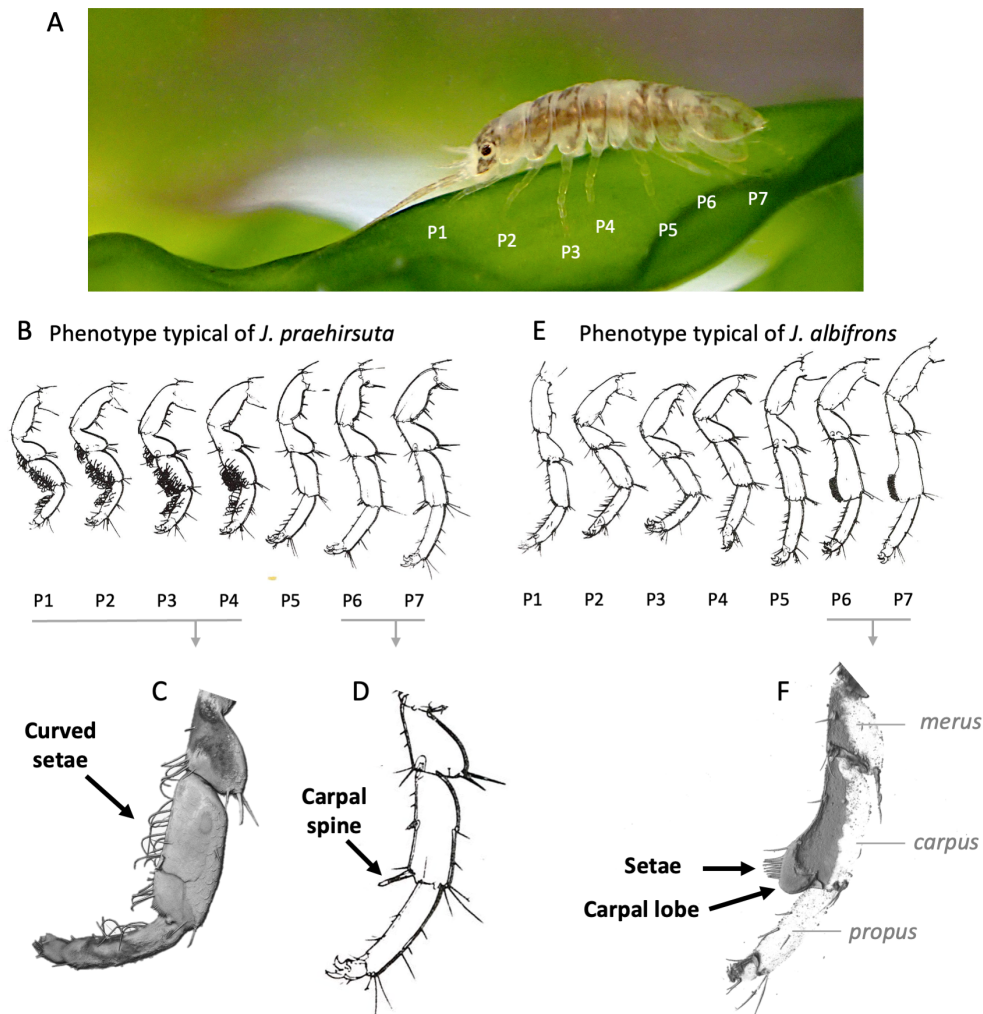 A
P1
P2
P3
P4
P5
P6
P7
B Phenotype typical of J. praehirsuta
E Phenotype typical of J. albifrons
P1 P2 P3 P4 P5 P6 P7
P1 P2 P3 P4 P5 P6 P7
C
Curved
setae
D
Carpal
spine
F
merus
carpus
Setae
Carpal lobe
propus